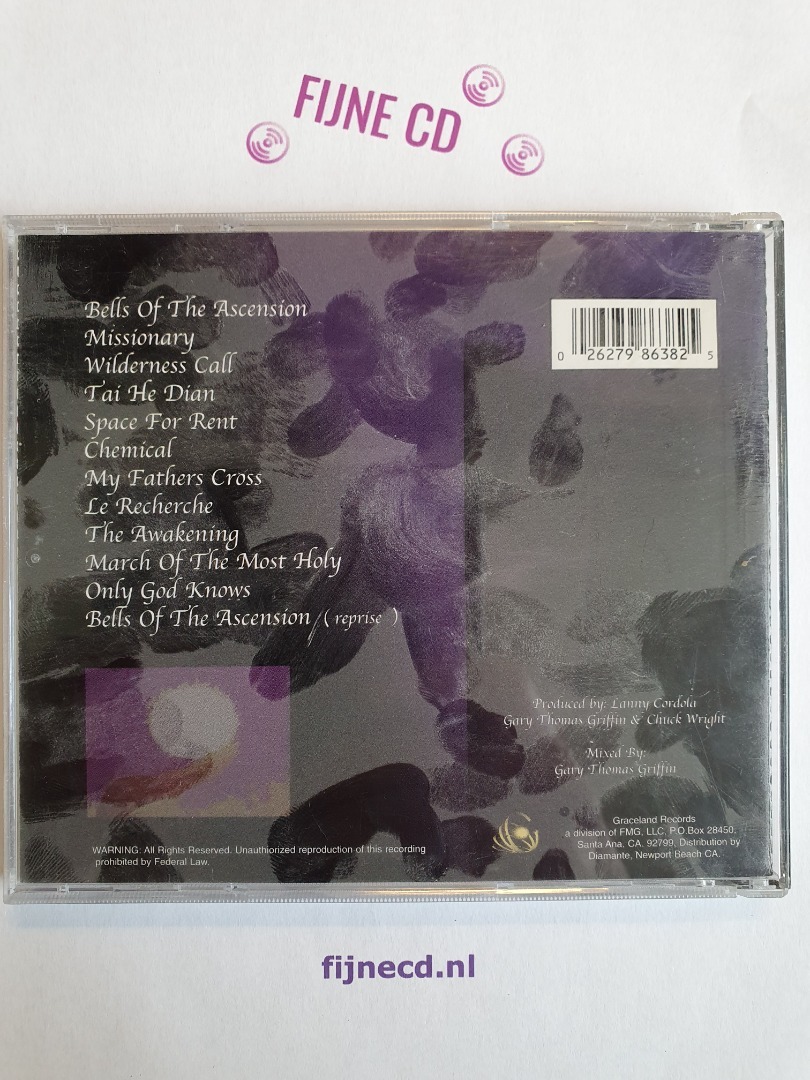 FIJNE CD
Bells Of The Ascension
Missionary
Wilderness Call
Tai He Dian
Space For Rent
Chemical
My Fathers Cross
Le Recherche
The Awakening
March Of The Most Holy
Only God Knows
Bells Of The Ascension ( reprise )
0 26279 86382 5
Produced by: Lanny Cordola
Gary Thomas Griffin & Chuck Wright
Mixed By:
Gary Thomas Griffin
WARNING: All Rights Reserved. Unauthiorized reproduction of this recording
prohibited by Federal Law.
Graceland Records
a division of FMG, LLC, P.O.Box 28450,
Santa Ana, CA. 92799, Distribution by
Diamante, Newport Beach CA.
fijnecd.nl